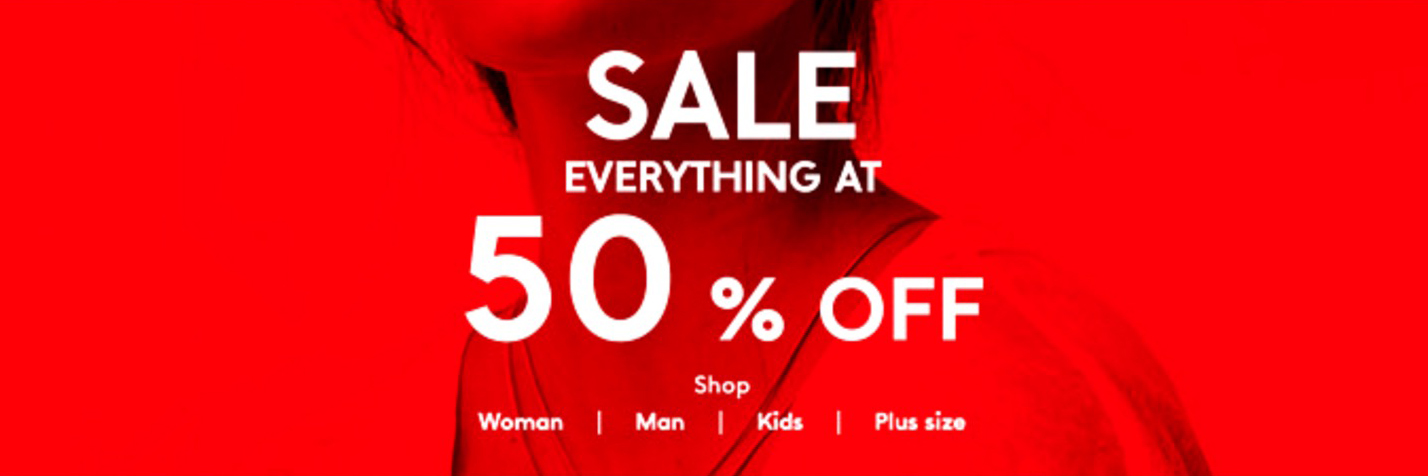 SALE
EVERYTHING AT
50 % OFF
Shop
Woman | Man | Kids | Plus size